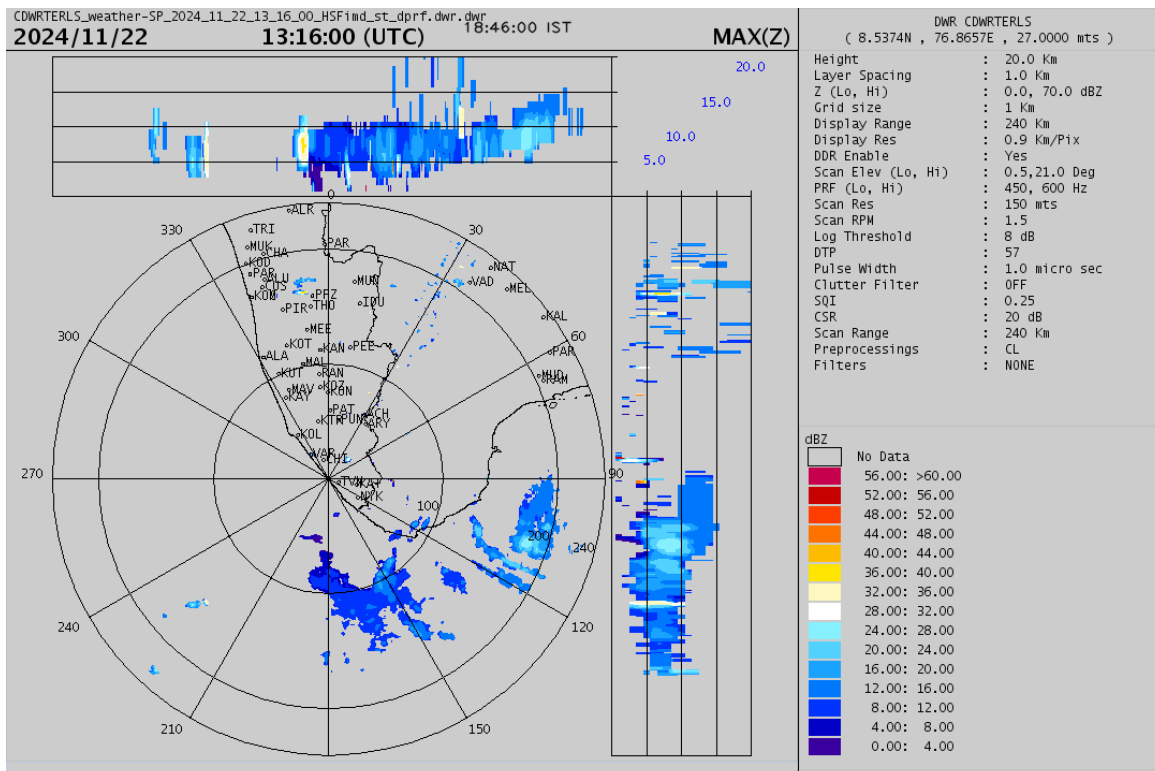 CDWRTERLS_weather-SP_2024_11_22_13_16_00_HSFimd_st_dprf.dwr.dwr
18:46:00 IST
2024/11/22 13:16:00 (UTC) MAX(Z)
20.0
15.0
10.0
5.0
0
30
60
90
120
150
210
240
270
300
330
100
200
240
ALR
TRI
PAR
MUK
CHA
KOD
PAR
ALU
COS
KOM
MUN
NAT
VAD
MEL
PFZ
THO
PIR
IDU
KAL
MEE
KOT
KAN
PEE
PAR
ALA
MAL
KUT
RAN
MUD
RAM
MAV
KOZ
KON
KAY
PAT
ACH
KTR
PUN
ARY
KOL
VAR
CHI
TVM
KAT
NYK
DWR CDWRTERLS
( 8.5374N , 76.8657E , 27.0000 mts )
Height : 20.0 Km
Layer Spacing : 1.0 Km
Z (Lo, Hi) : 0.0, 70.0 dBZ
Grid size : 1 Km
Display Range : 240 Km
Display Res : 0.9 Km/Pix
DDR Enable : Yes
Scan Elev (Lo, Hi) : 0.5,21.0 Deg
PRF (Lo, Hi) : 450, 600 Hz
Scan Res : 150 mts
Scan RPM : 1.5
Log Threshold : 8 dB
DTP : 57
Pulse Width : 1.0 micro sec
Clutter Filter : OFF
SQI : 0.25
CSR : 20 dB
Scan Range : 240 Km
Preprocessings : CL
Filters : NONE
dBZ
No Data
56.00: >60.00
52.00: 56.00
48.00: 52.00
44.00: 48.00
40.00: 44.00
36.00: 40.00
32.00: 36.00
28.00: 32.00
24.00: 28.00
20.00: 24.00
16.00: 20.00
12.00: 16.00
8.00: 12.00
4.00: 8.00
0.00: 4.00